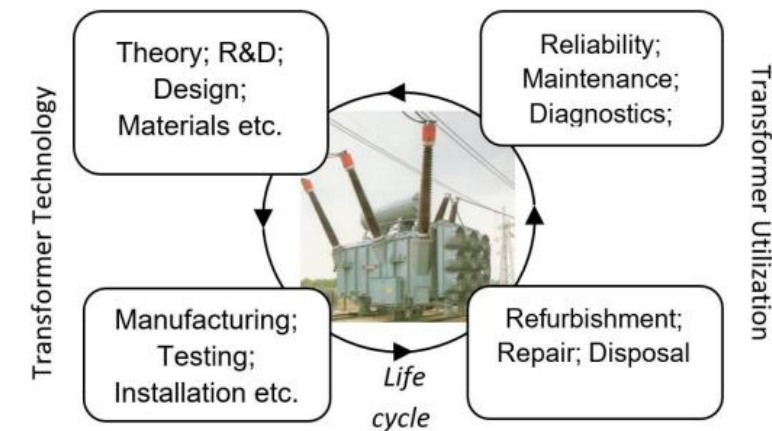 Transformer Technology
Theory; R&D;
Design;
Materials etc.
Reliability;
Maintenance;
Diagnostics;
Transformer Utilization
Manufacturing;
Testing;
Installation etc.
Refurbishment;
Repair; Disposal
Life
cycle